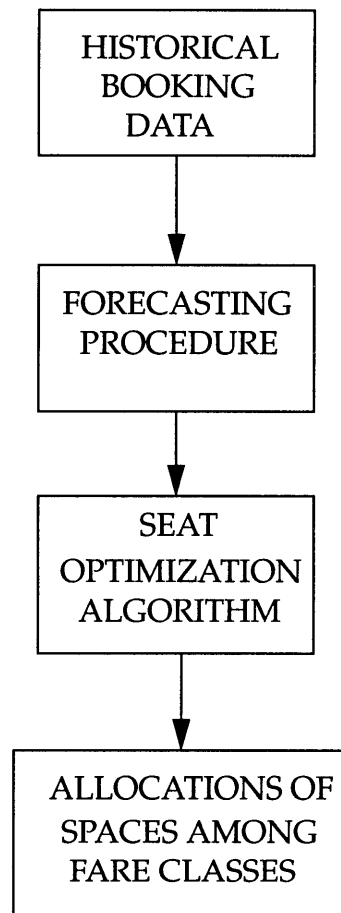 HISTORICAL
BOOKING
DATA
FORECASTING
PROCEDURE
SEAT
OPTIMIZATION
ALGORITHM
ALLOCATIONS OF
SPACES AMONG
FARE CLASSES